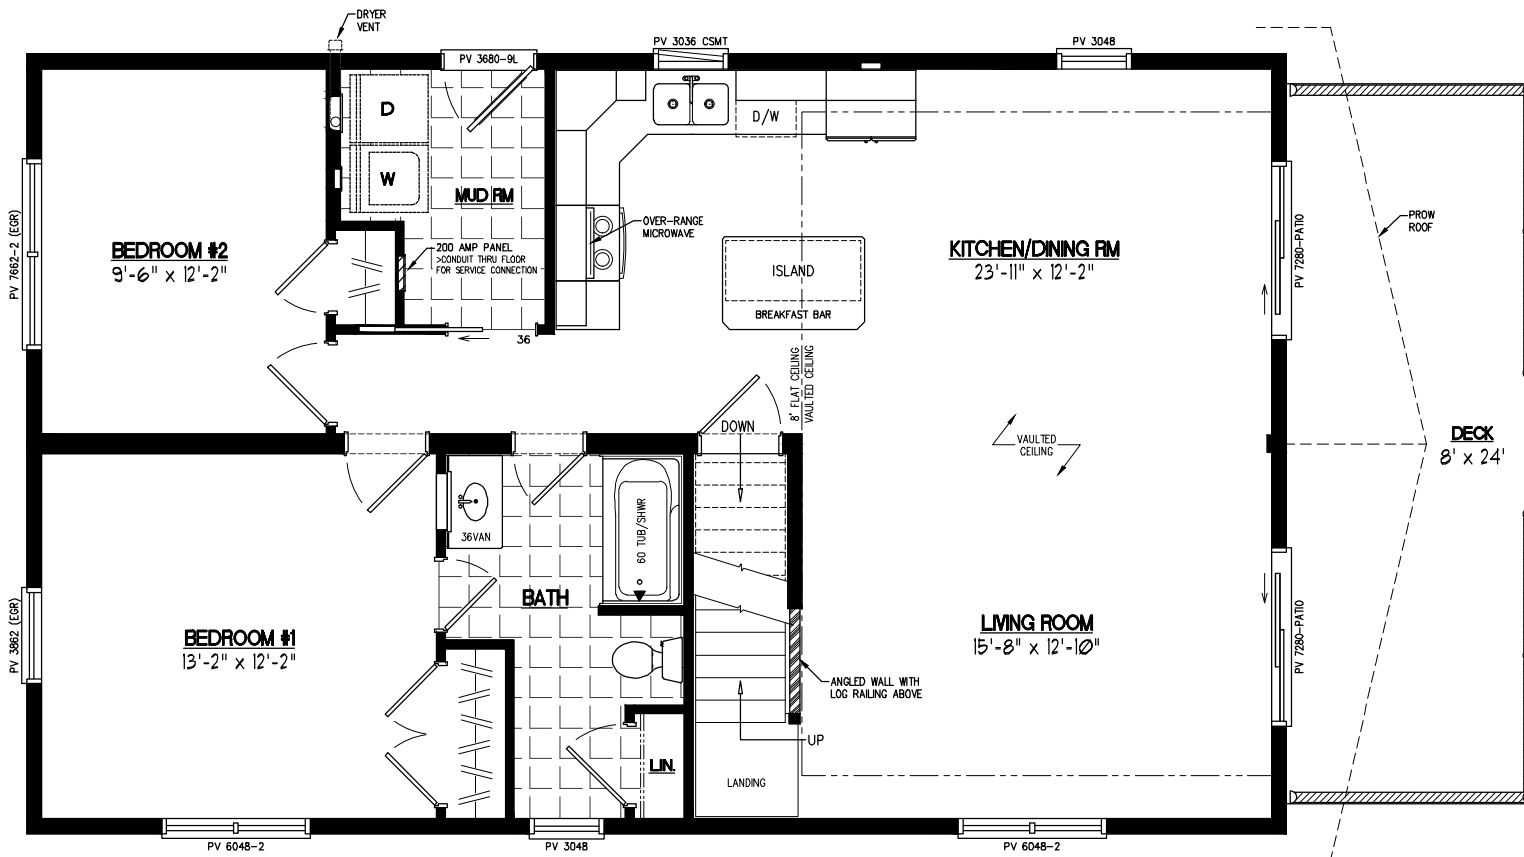 DRYER
VENT
PV 3680-9L
PV 3036 CSMT
PV 3048
D
W
MUD RM
D/W
OVER-RANGE
MICROWAVE
200 AMP PANEL
>CONDUIT THRU FLOOR
FOR SERVICE CONNECTION
36
PV 7662-2 (EGR)
BEDROOM #2
9'-6" x 12'-2"
ISLAND
BREAKFAST BAR
KITCHEN/DINING RM
23'-11" x 12'-2"
PV 7280-PATIO
PROW
ROOF
8' FLAT CEILING
VAULTED CEILING
VAULTED
CEILING
DECK
8' x 24'
DOWN
36VAN
60 TUB/SHWR
BATH
PV 3862 (EGR)
BEDROOM #1
13'-2" x 12'-2"
LIVING ROOM
15'-8" x 12'-10"
PV 7280-PATIO
ANGLED WALL WITH
LOG RAILING ABOVE
UP
LIN.
LANDING
PV 6048-2
PV 3048
PV 6048-2